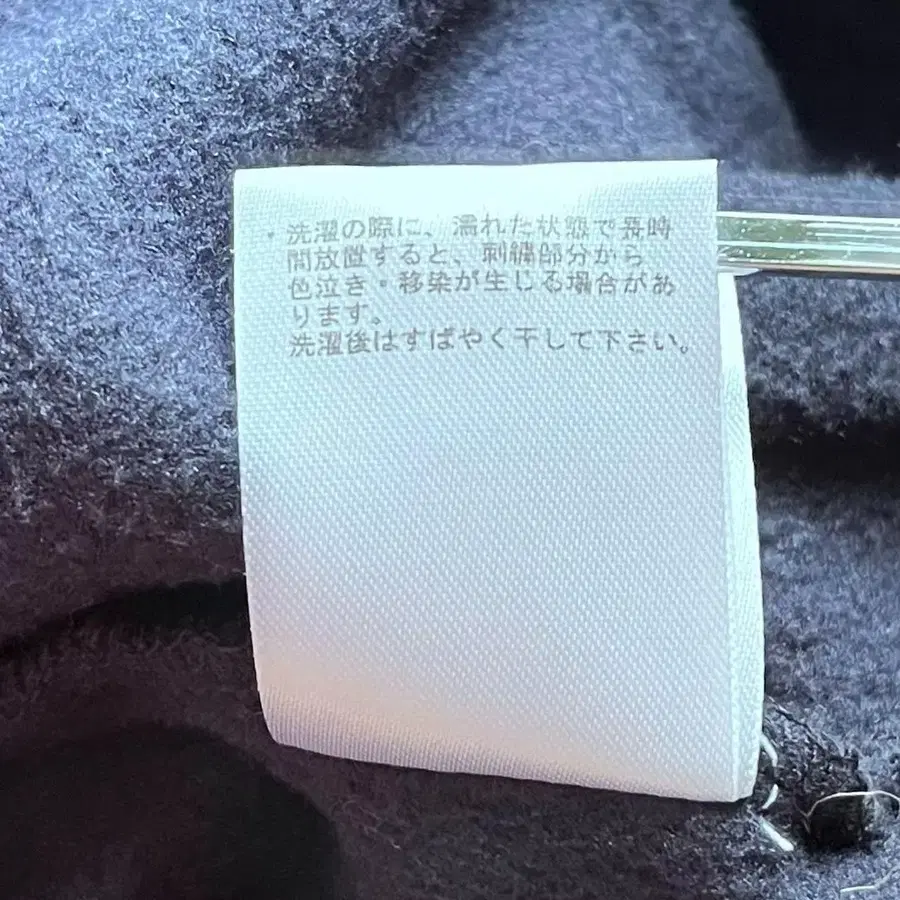 ・洗濯の際に、濡れた状態で長時
間放置すると、刺繍部分から
色泣き・移染が生じる場合があ
ります。
洗濯後はすばやく干して下さい。